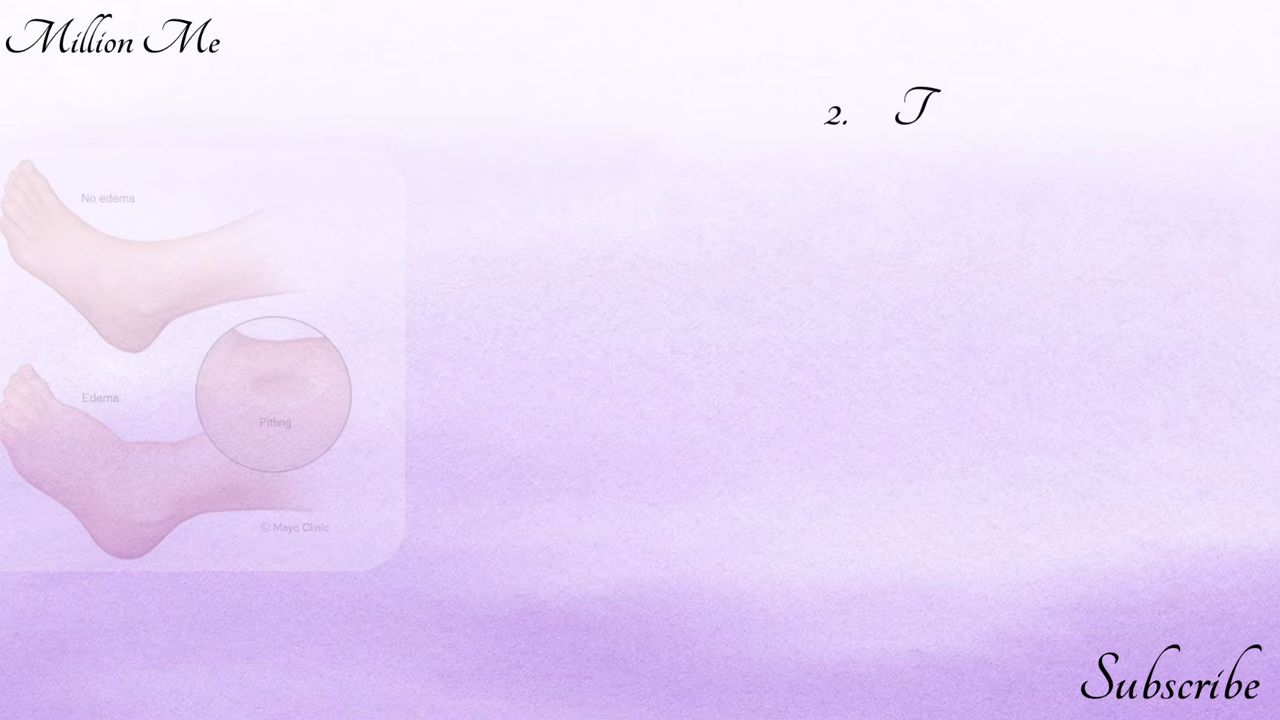 Million Me
2. T
No edema
Edema
Pitting
© Mayo Clinic
Subscribe